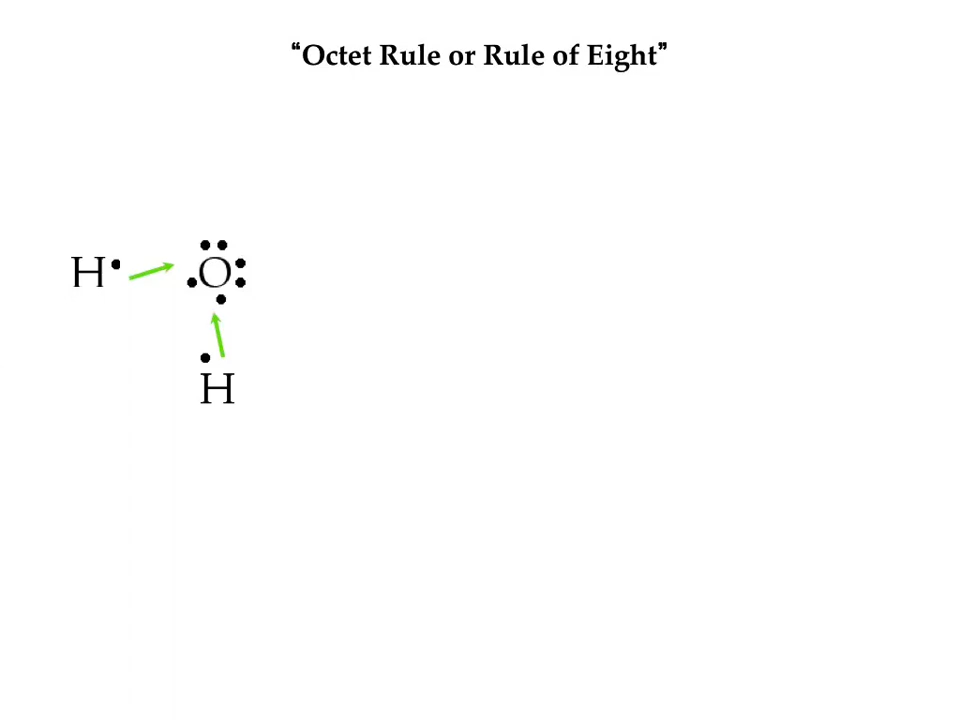 “Octet Rule or Rule of Eight”
H O
H